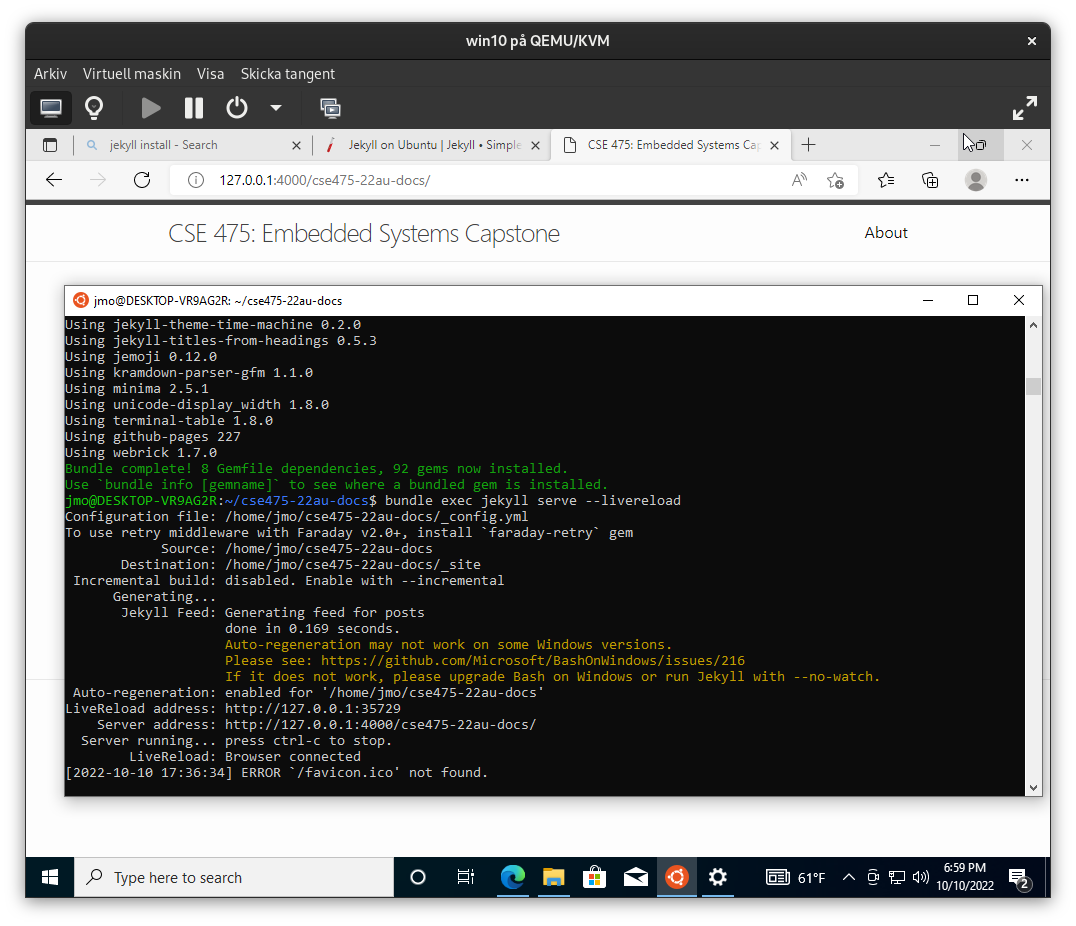 win10 på QEMU/KVM
Arkiv Virtuell maskin Visa Skicka tangent
jekyll install - Search
Jekyll on Ubuntu | Jekyll • Simple
CSE 475: Embedded Systems Cap
127.0.0.1:4000/cse475-22au-docs/
CSE 475: Embedded Systems Capstone
About
jmo@DESKTOP-VR9AG2R: ~/cse475-22au-docs
Using jekyll-theme-time-machine 0.2.0
Using jekyll-titles-from-headings 0.5.3
Using jemoji 0.12.0
Using kramdown-parser-gfm 1.1.0
Using minima 2.5.1
Using unicode-display_width 1.8.0
Using terminal-table 1.8.0
Using github-pages 227
Using webrick 1.7.0
Bundle complete! 8 Gemfile dependencies, 92 gems now installed.
Use `bundle info [gemname]` to see where a bundled gem is installed.
jmo@DESKTOP-VR9AG2R:~/cse475-22au-docs$ bundle exec jekyll serve --livereload
Configuration file: /home/jmo/cse475-22au-docs/_config.yml
To use retry middleware with Faraday v2.0+, install `faraday-retry` gem
Source: /home/jmo/cse475-22au-docs
Destination: /home/jmo/cse475-22au-docs/_site
Incremental build: disabled. Enable with --incremental
Generating...
Jekyll Feed: Generating feed for posts
done in 0.169 seconds.
Auto-regeneration may not work on some Windows versions.
Please see: https://github.com/Microsoft/BashOnWindows/issues/216
If it does not work, please upgrade Bash on Windows or run Jekyll with --no-watch.
Auto-regeneration: enabled for '/home/jmo/cse475-22au-docs'
LiveReload address: http://127.0.0.1:35729
Server address: http://127.0.0.1:4000/cse475-22au-docs/
Server running... press ctrl-c to stop.
LiveReload: Browser connected
[2022-10-10 17:36:34] ERROR `/favicon.ico' not found.
Type here to search
61°F
6:59 PM
10/10/2022
2